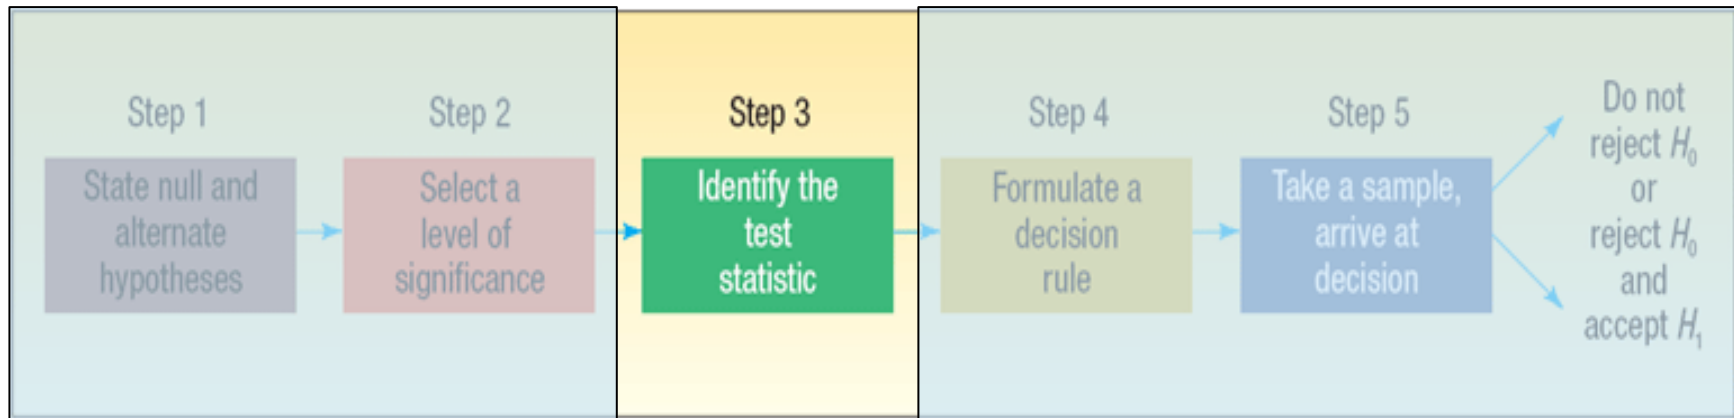 Step 1
State null and
alternate
hypotheses
Step 2
Select a
level of
significance
Step 3
Identify the
test
statistic
Step 4
Formulate a
decision
rule
Step 5
Take a sample,
arrive at
decision
Do not
reject H₀
or
reject H₀
and
accept H₁